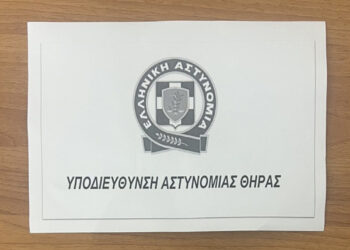 ΕΛΛΗΝΙΚΗ ΑΣΤΥΝΟΜΙΑ
ΥΠΟΔΙΕΥΘΥΝΣΗ ΑΣΤΥΝΟΜΙΑΣ ΘΗΡΑΣ